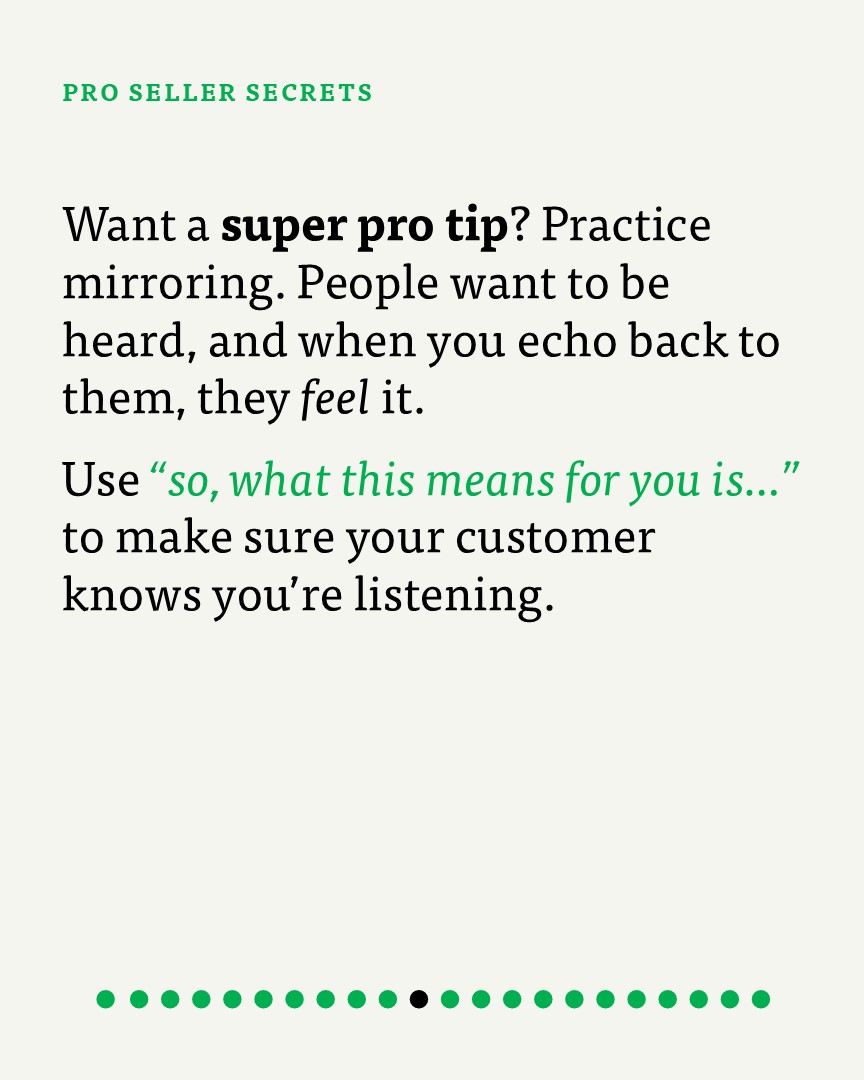 PRO SELLER SECRETS
Want a super pro tip? Practice
mirroring. People want to be
heard, and when you echo back to
them, they feel it.
Use “so, what this means for you is...”
to make sure your customer
knows you’re listening.